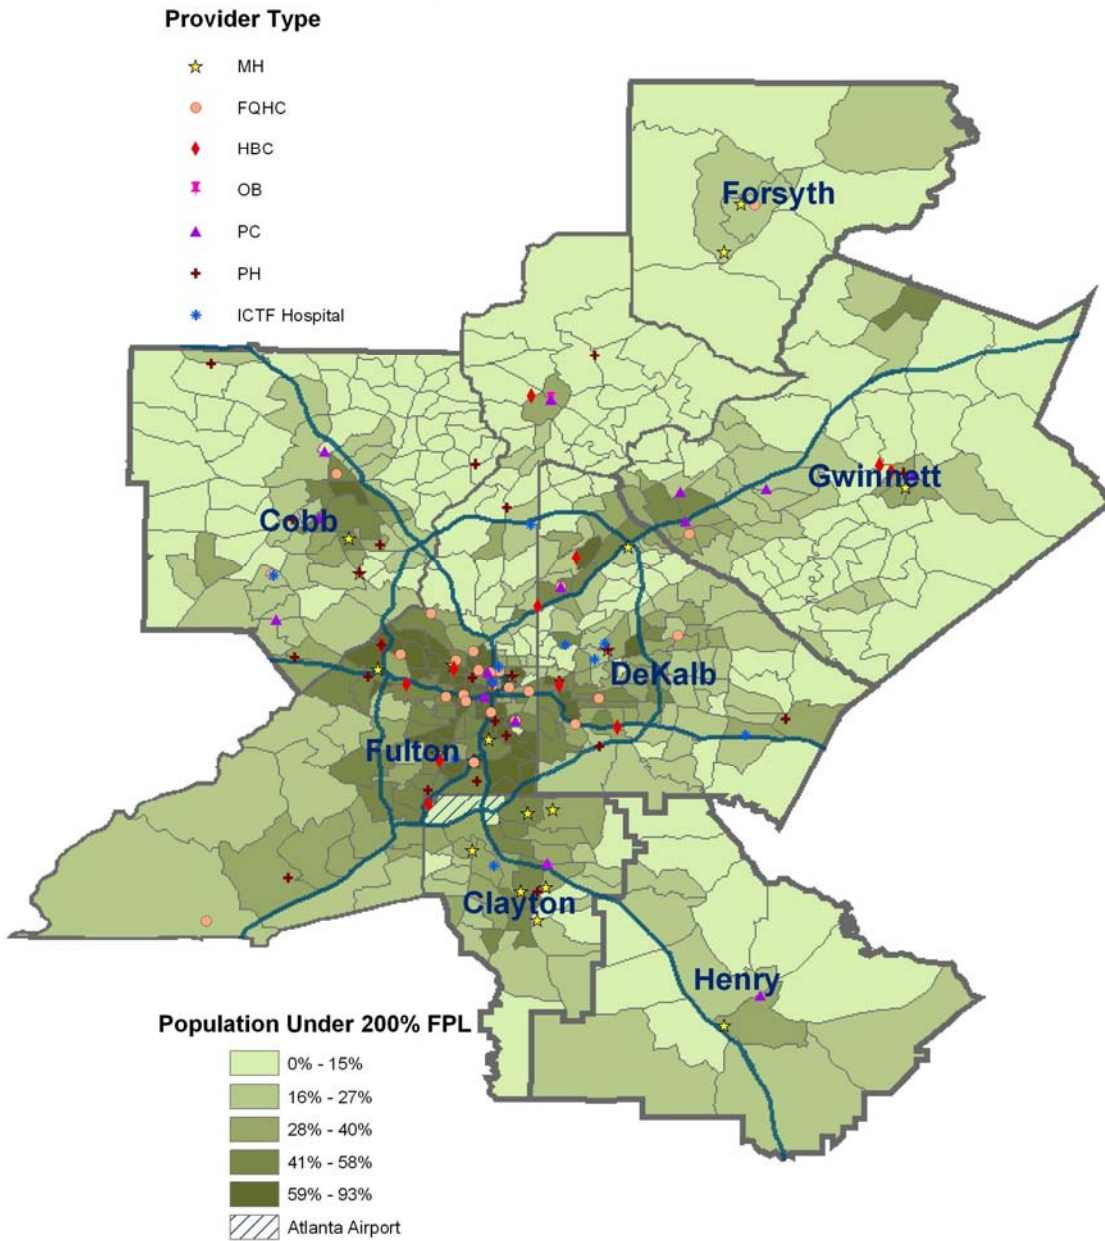 Provider Type
MH
FQHC
HBC
OB
PC
PH
ICTF Hospital
Forsyth
Gwinnett
Cobb
DeKalb
Fulton
Clayton
Henry
Population Under 200% FPL
0% - 15%
16% - 27%
28% - 40%
41% - 58%
59% - 93%
Atlanta Airport